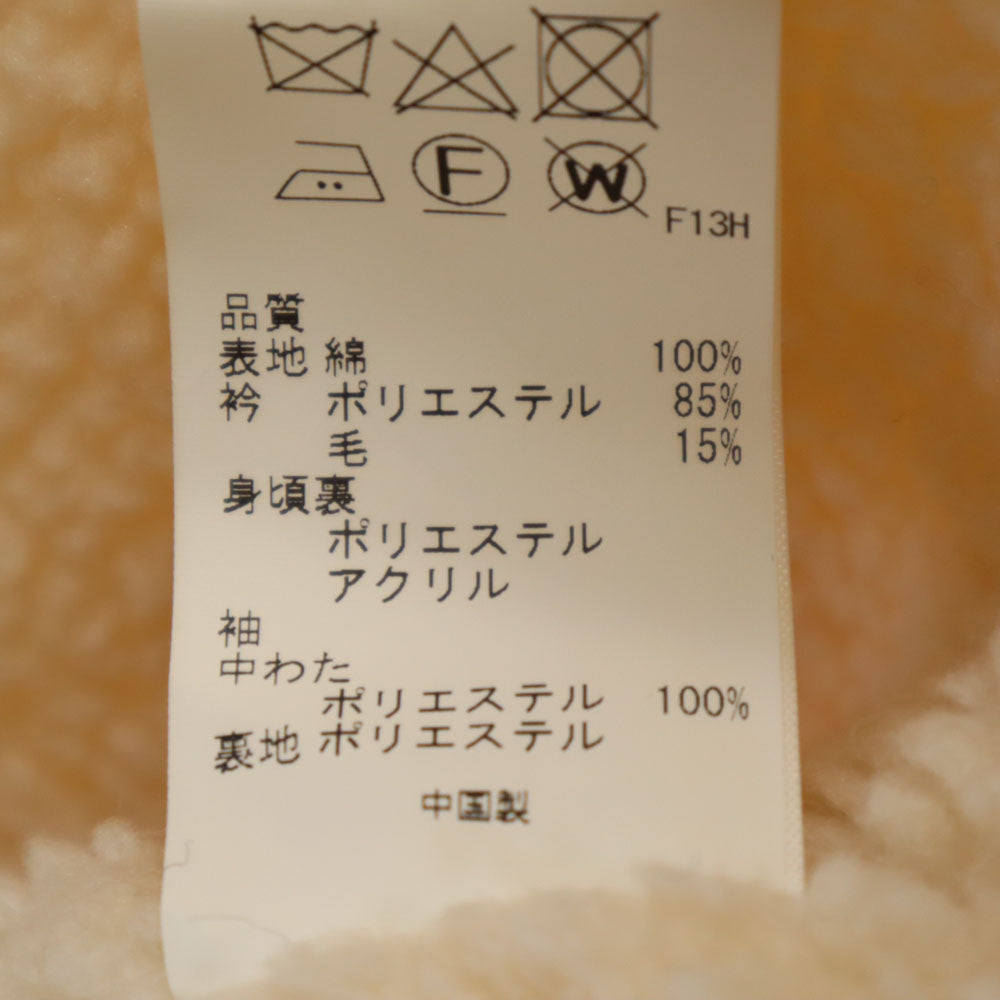 F
W
F13H
品質
表地 綿 100%
衿 ポリエステル 85%
毛 15%
身頃裏
ポリエステル
アクリル
袖
中わた
ポリエステル 100%
裏地 ポリエステル
中国製